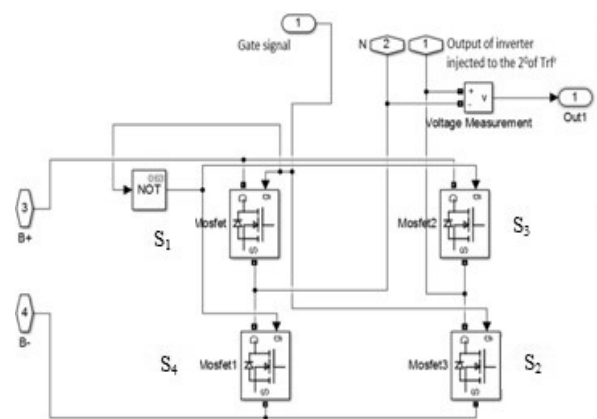 1
Gate signal
N
2
1
Output of inverter
injected to the 2
of Trf
+
-
v
Voltage Measurement
1
Out1
NOT
3
B+
S1
Mosfet
g
D
S
Mosfet2
g
D
S
S3
4
B-
S4
Mosfet1
g
D
S
Mosfet3
g
D
S
S2